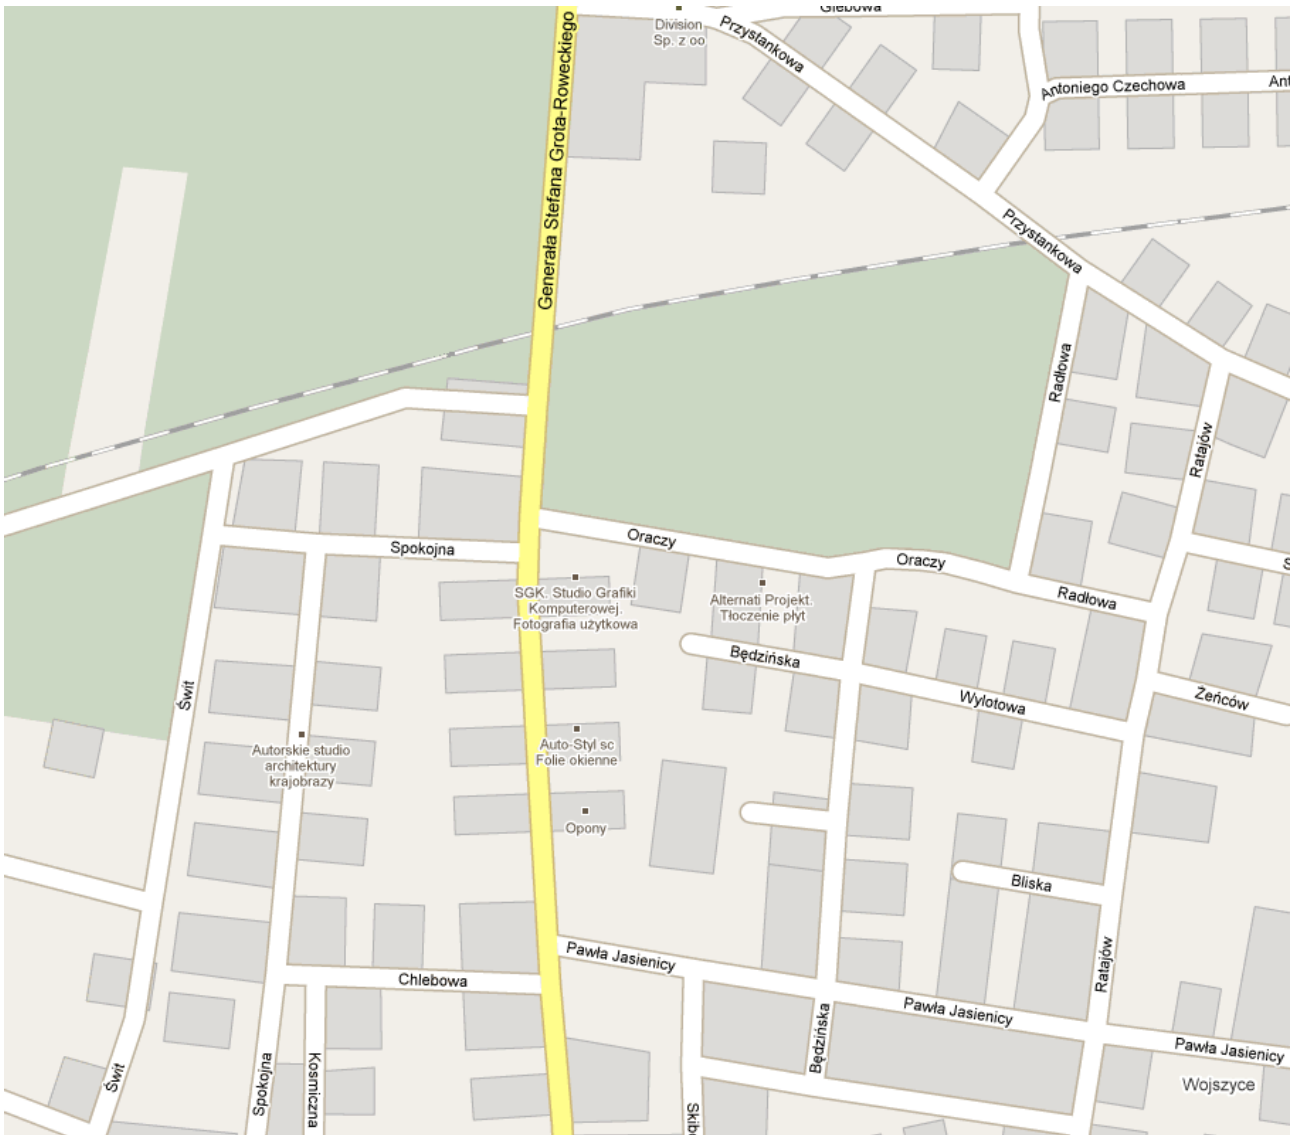 Division
Sp. z oo
Przystankowa
Glebowa
Antoniego Czechowa
Generała Stefana Grota-Roweckiego
Przystankowa
Radłowa
Ratajów
Spokojna
Oraczy
Oraczy
Radłowa
SGK. Studio Grafiki
Komputerowej.
Fotografia użytkowa
Alternati Projekt.
Tłoczenie płyt
Będzińska
Wylotowa
Żeńców
Świt
Autorskie studio
architektury
krajobrazy
Auto-Styl sc
Folie okienne
Opony
Bliska
Pawła Jasienicy
Chlebowa
Ratajów
Pawła Jasienicy
Będzińska
Pawła Jasienicy
Wojszyce
Świt
Spokojna
Kosmiczna